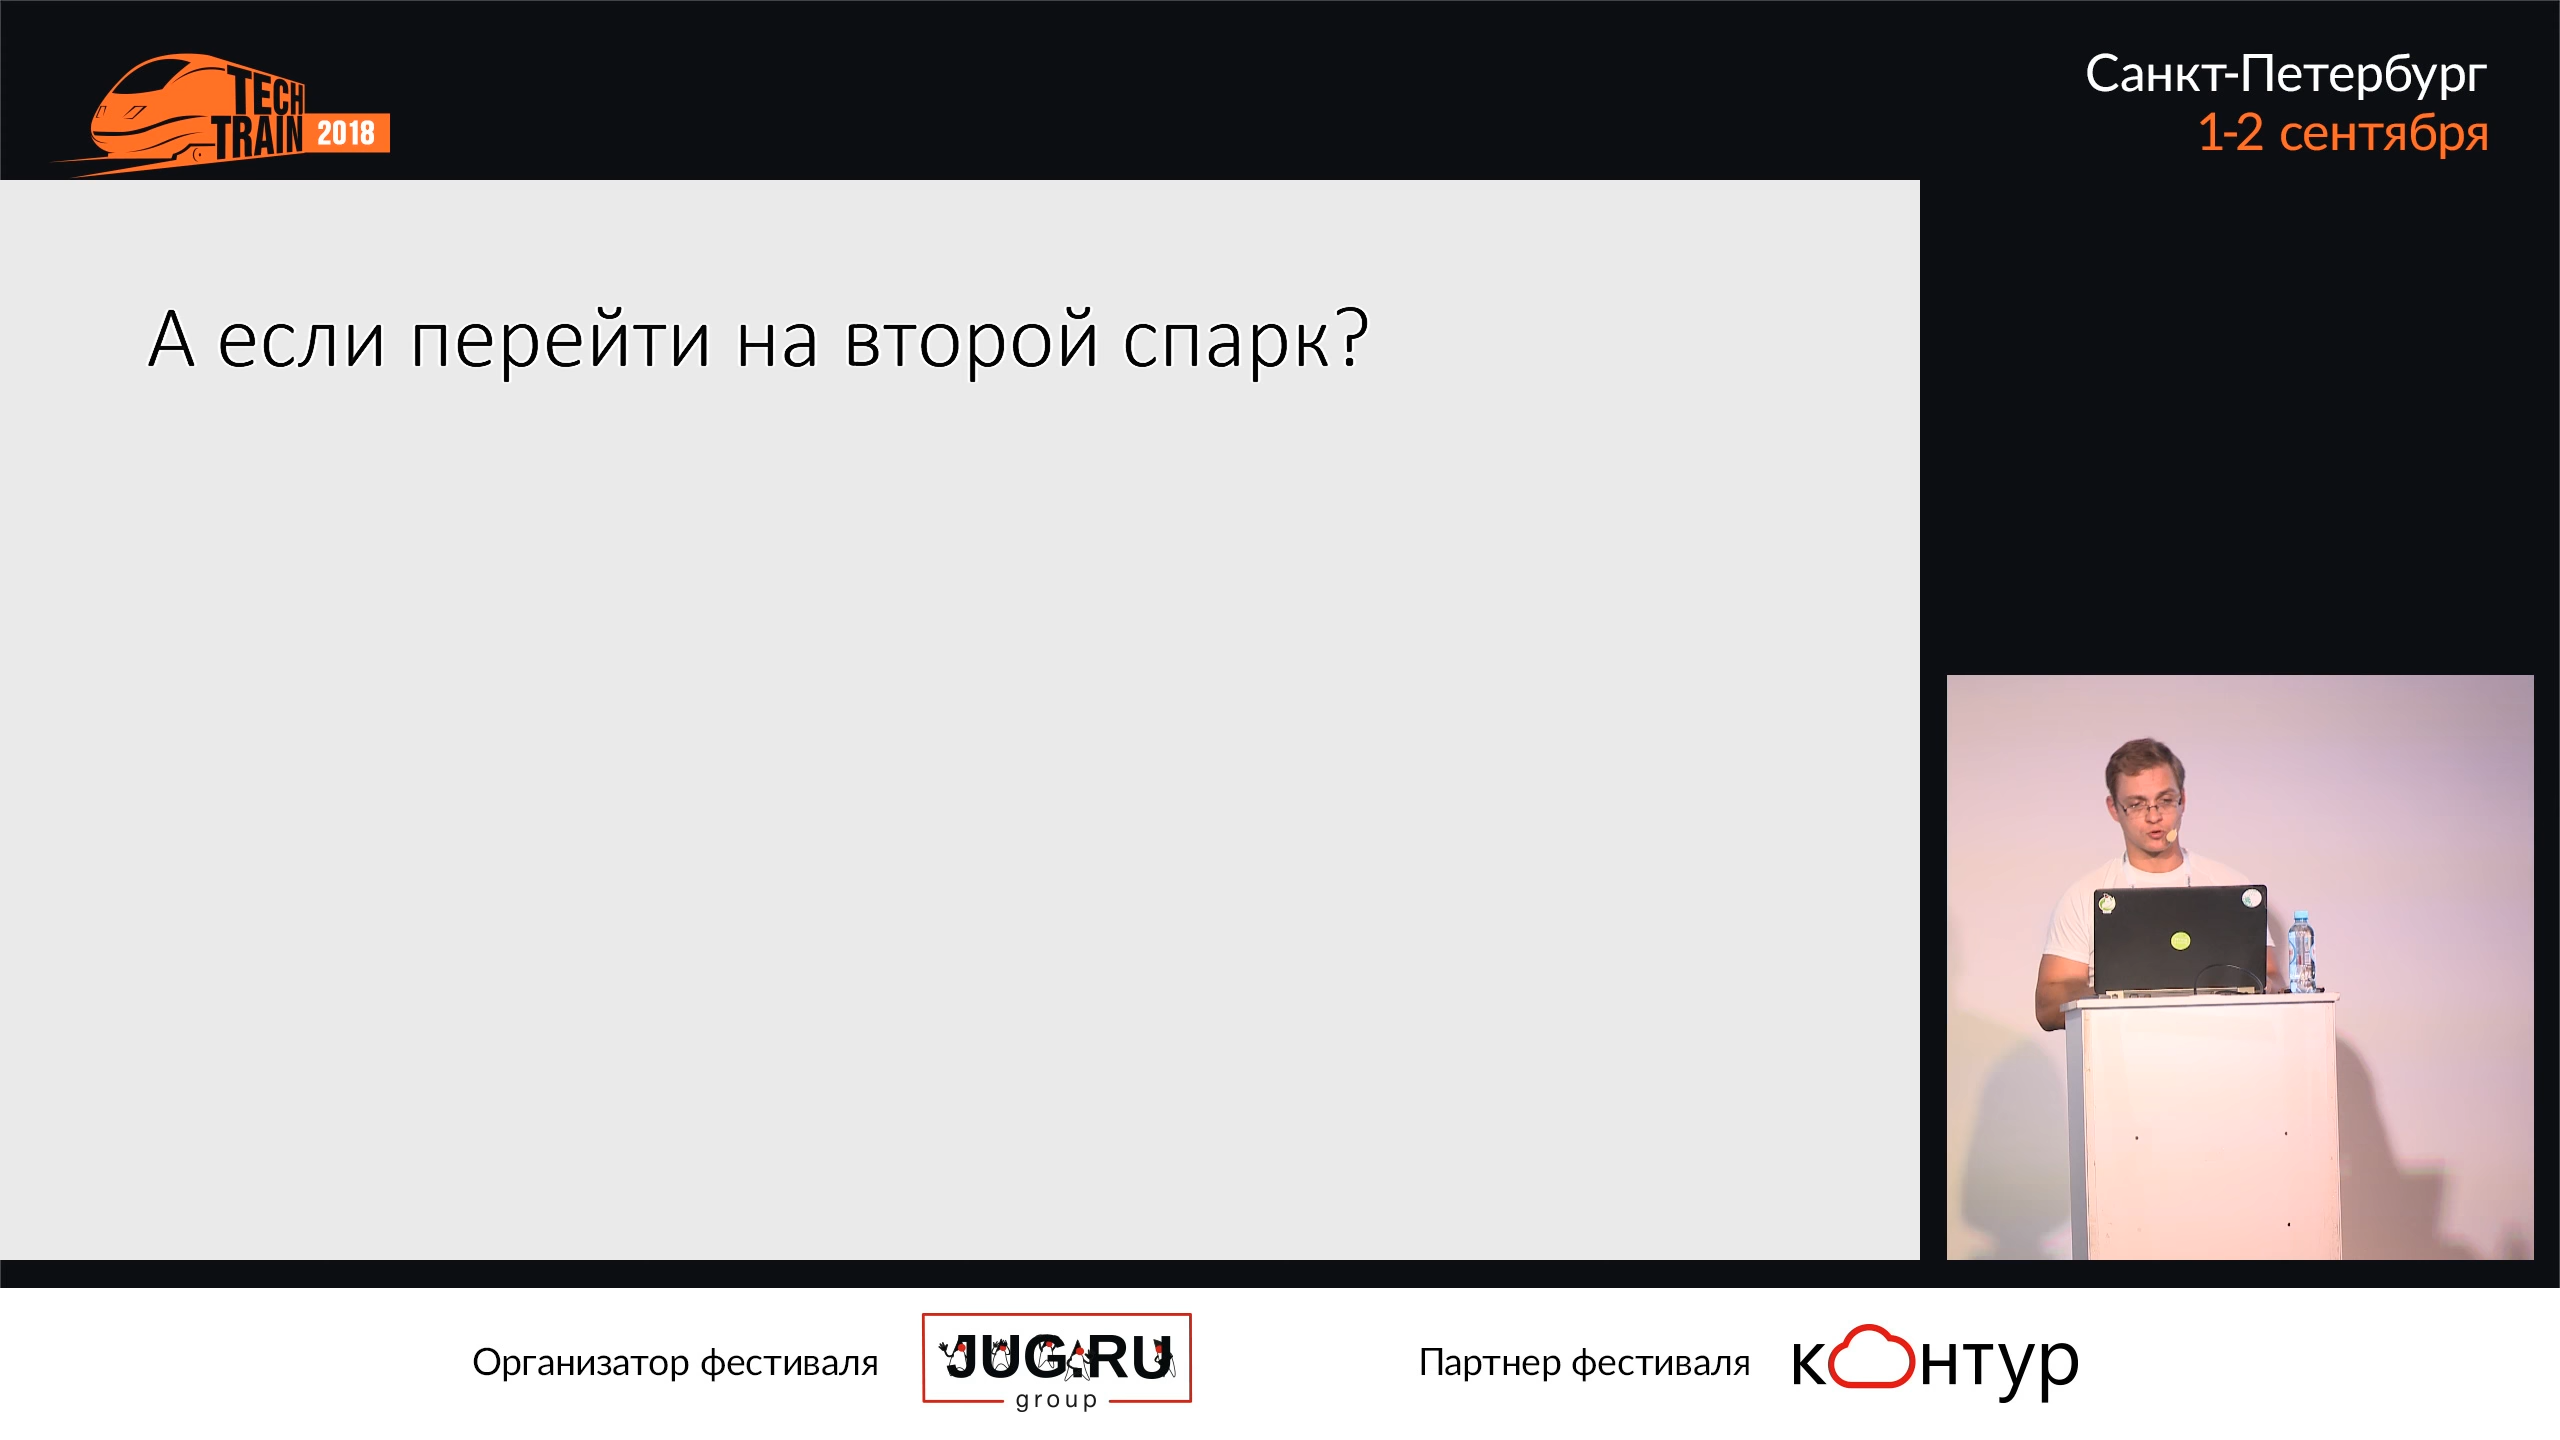 TECH
TRAIN 2018
Санкт-Петербург
1-2 сентября
А если перейти на второй спарк?
Организатор фестиваля
JUG.RU
group
Партнер фестиваля
контур